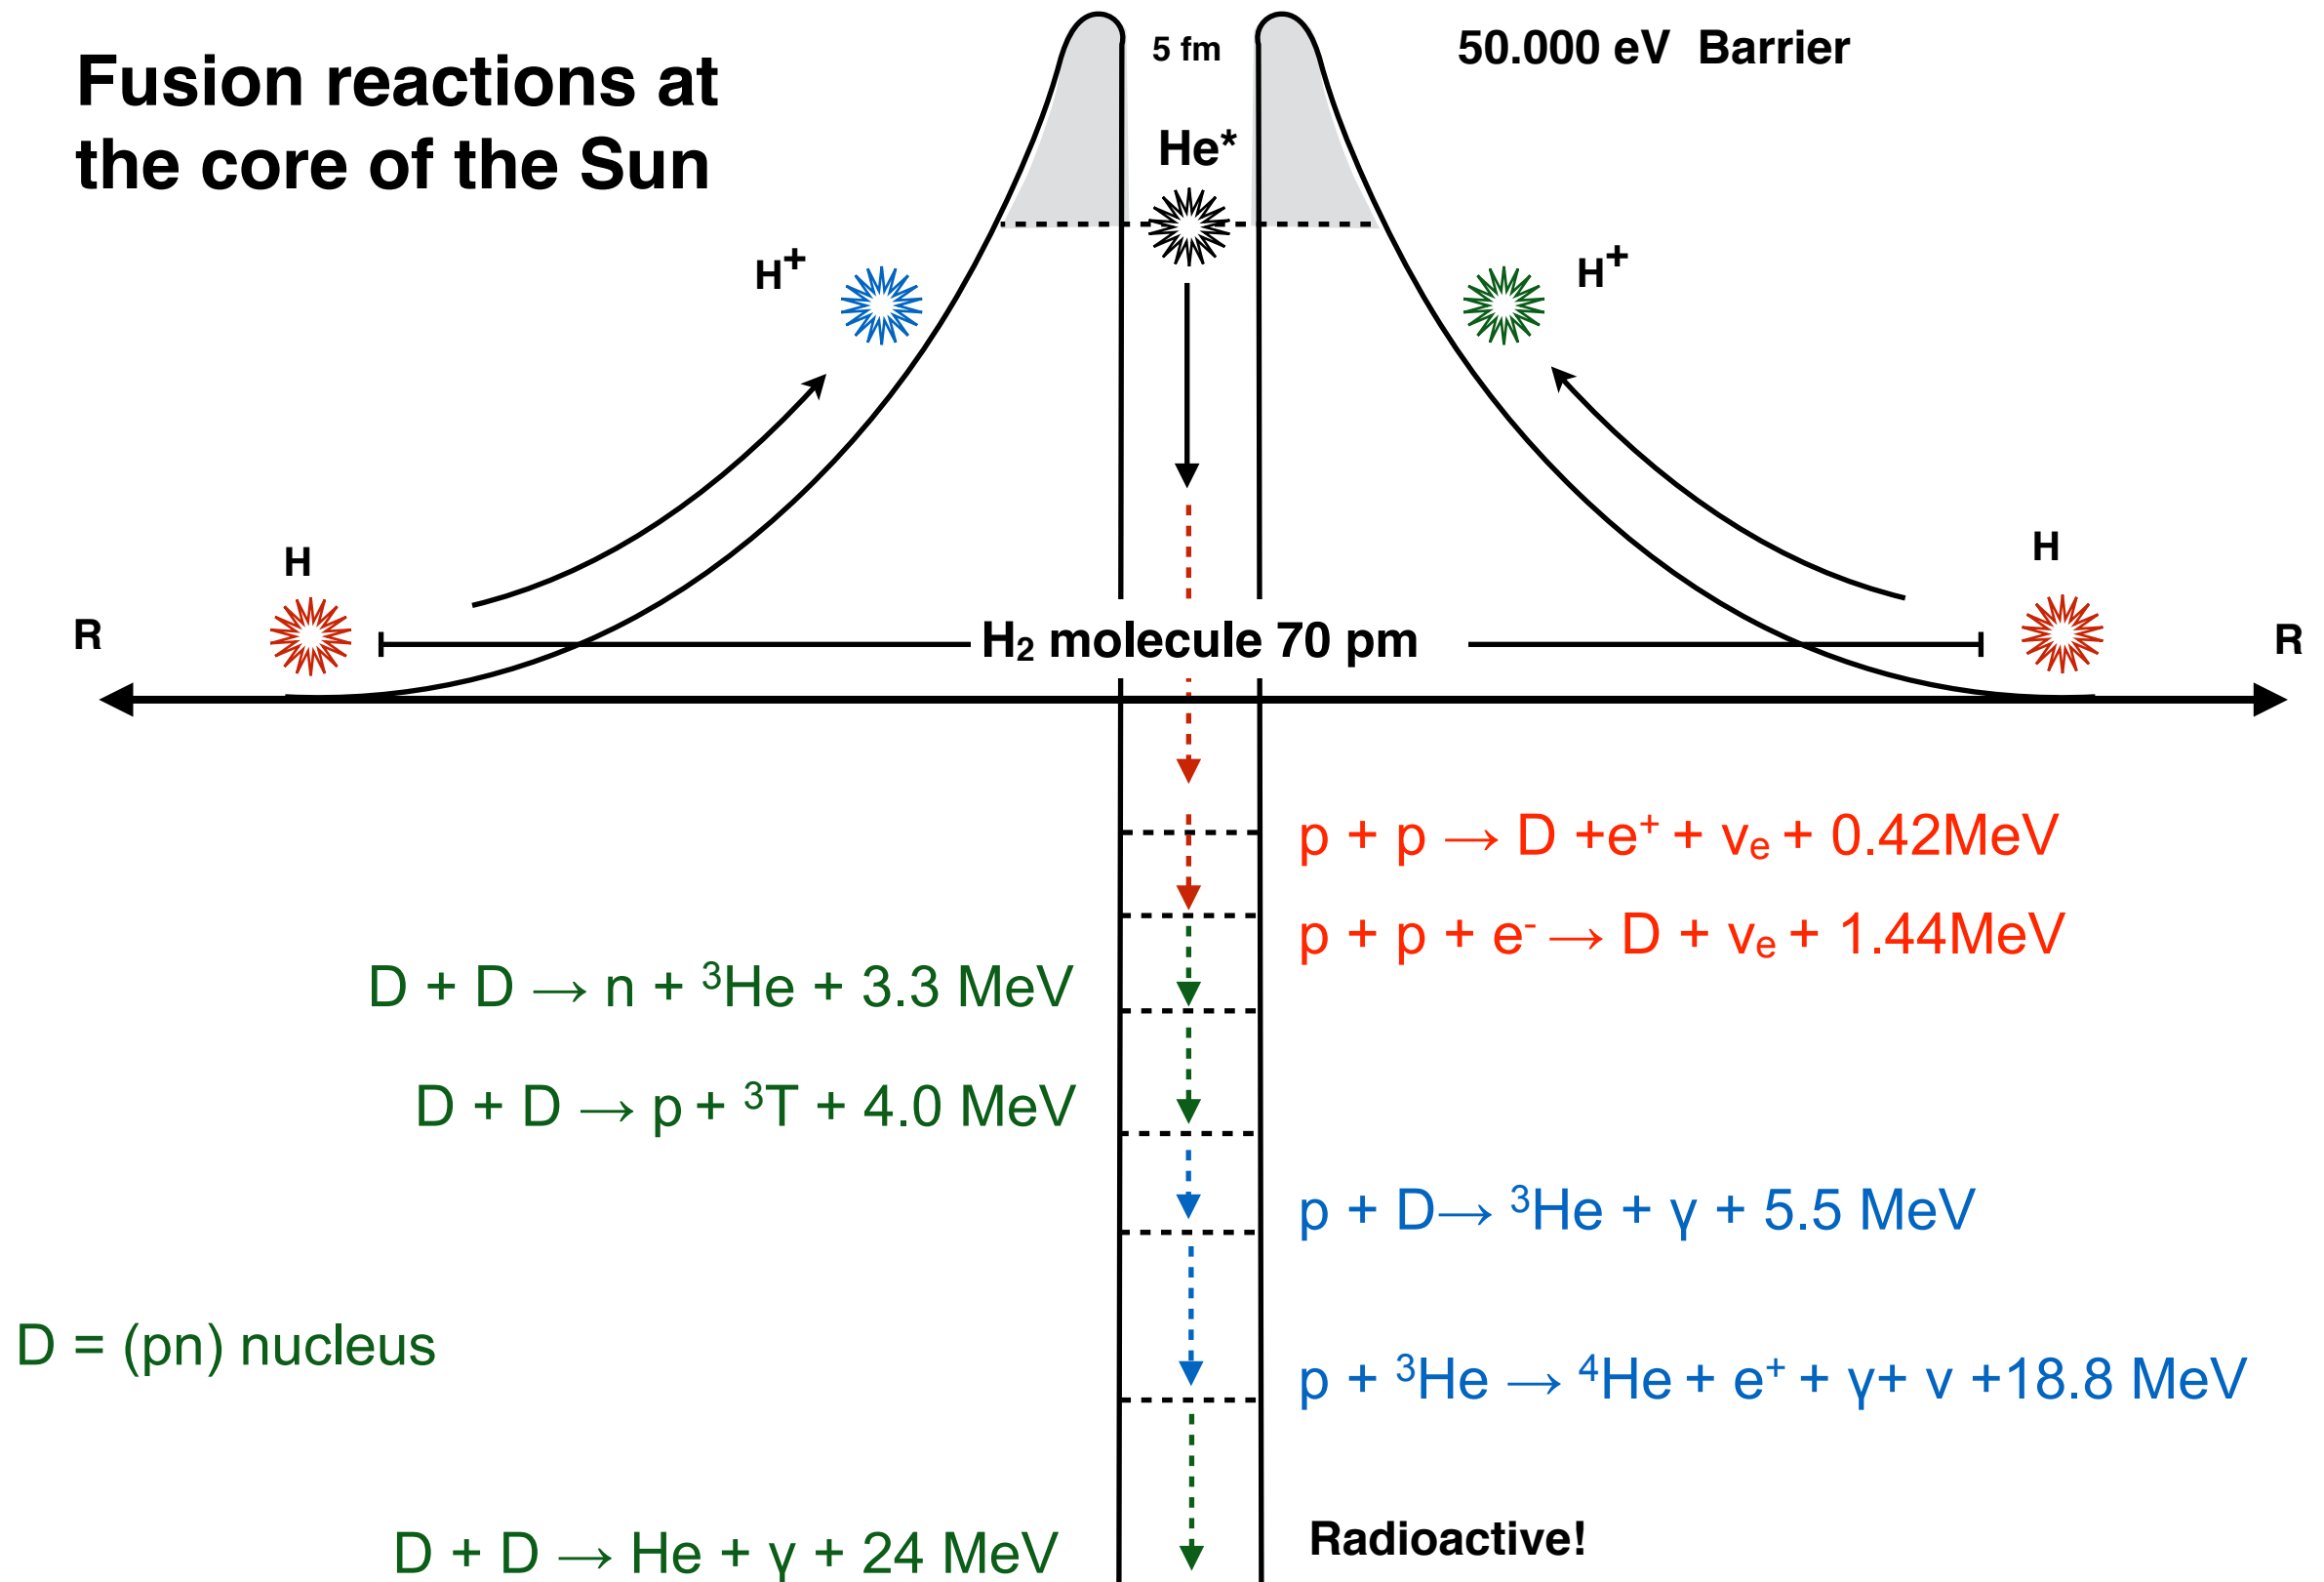 Fusion reactions at
the core of the Sun
5 fm
50.000 eV Barrier
He*
H⁺
H⁺
H
H
R
H₂ molecule 70 pm
R
p + p → D +e⁺ + νₑ + 0.42MeV
p + p + e⁻ → D + νₑ + 1.44MeV
D + D → n + ³He + 3.3 MeV
D + D → p + ³T + 4.0 MeV
p + D→ ³He + γ + 5.5 MeV
D = (pn) nucleus
p + ³He → ⁴He + e⁺ + γ+ ν +18.8 MeV
D + D → He + γ + 24 MeV
Radioactive!